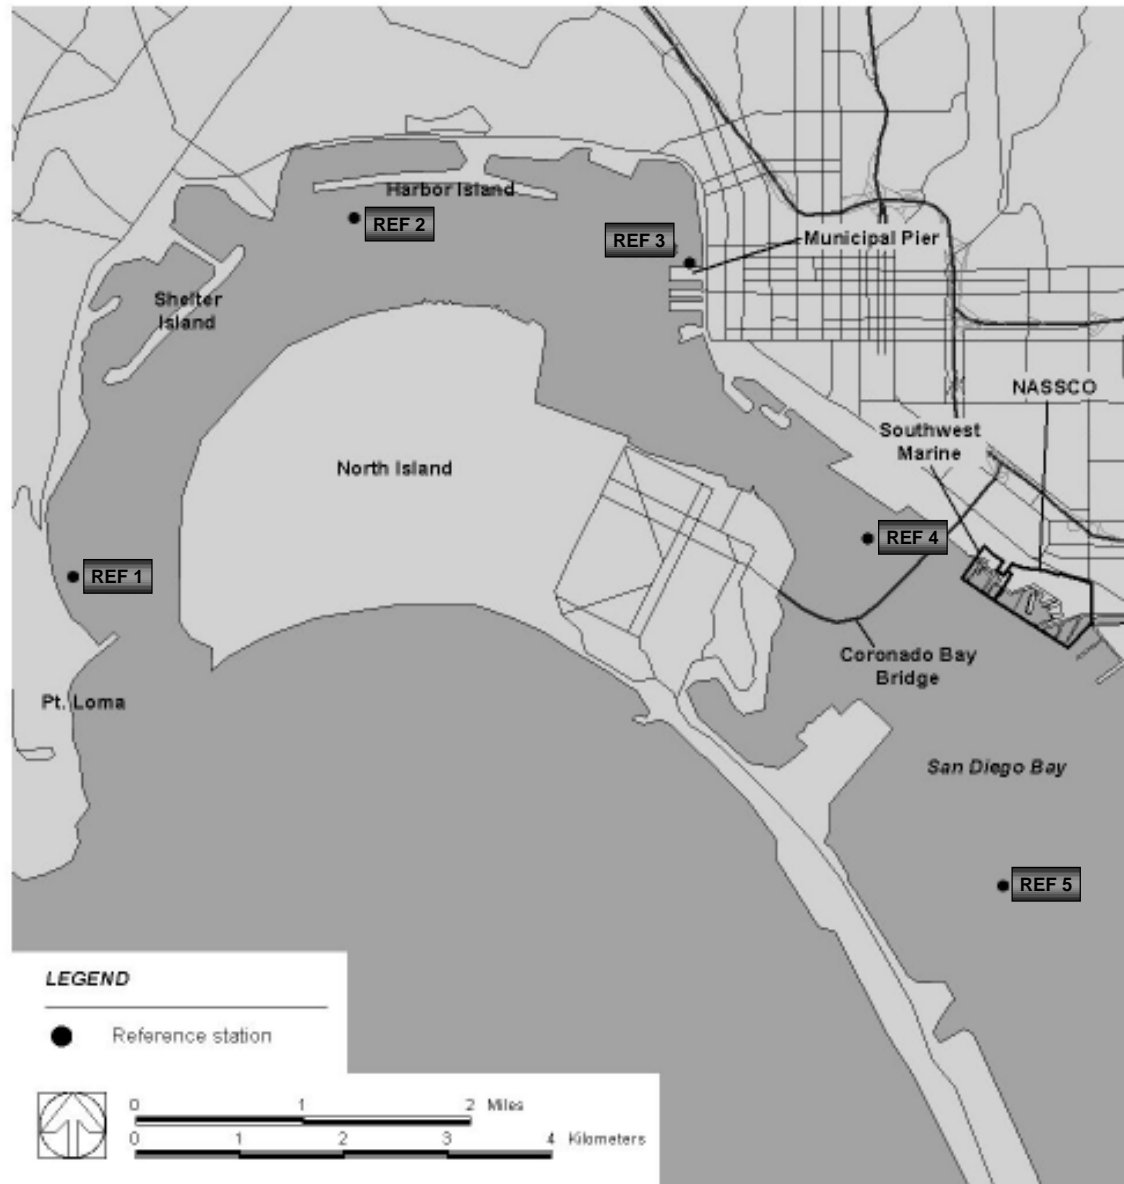 Harbor Island
REF 2
REF 3
Municipal Pier
Shelter
Island
NASSCO
Southwest
Marine
North Island
REF 4
REF 1
Coronado Bay
Bridge
Pt. Loma
San Diego Bay
REF 5
LEGEND
Reference station
0 1 2 Miles
0 1 2 3 4 Kilometers